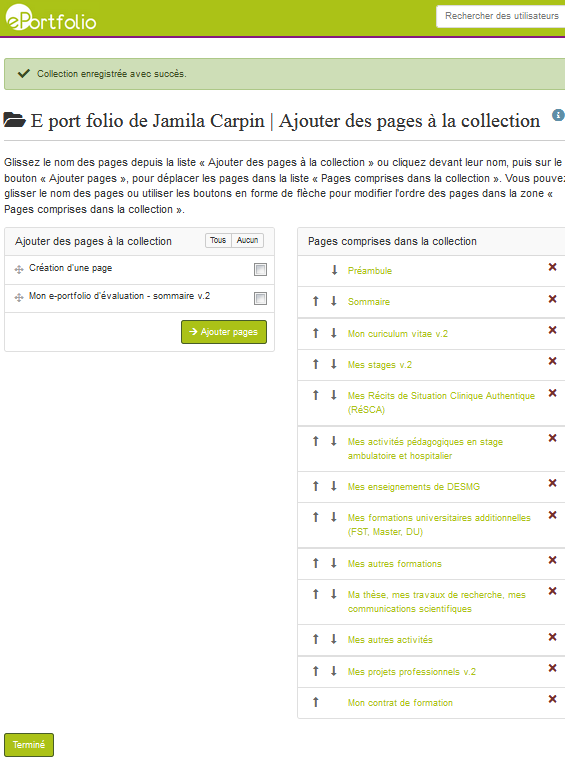 ePortfolio
Rechercher des utilisateurs
Collection enregistrée avec succès.
E port folio de Jamila Carpin | Ajouter des pages à la collection
Glissez le nom des pages depuis la liste « Ajouter des pages à la collection » ou cliquez devant leur nom, puis sur le
bouton « Ajouter pages », pour déplacer les pages dans la liste « Pages comprises dans la collection ». Vous pouvez
glisser le nom des pages ou utiliser les boutons en forme de flèche pour modifier l'ordre des pages dans la zone «
Pages comprises dans la collection ».
Ajouter des pages à la collection
Tous
Aucun
Création d'une page
Mon e-portfolio d'évaluation - sommaire v.2
Ajouter pages
Pages comprises dans la collection
Préambule
Sommaire
Mon curiculum vitae v.2
Mes stages v.2
Mes Récits de Situation Clinique Authentique
(RéSCA)
Mes activités pédagogiques en stage
ambulatoire et hospitalier
Mes enseignements de DESMG
Mes formations universitaires additionnelles
(FST, Master, DU)
Mes autres formations
Ma thése, mes travaux de recherche, mes
communications scientifiques
Mes autres activités
Mes projets professionnels v.2
Mon contrat de formation
Terminé